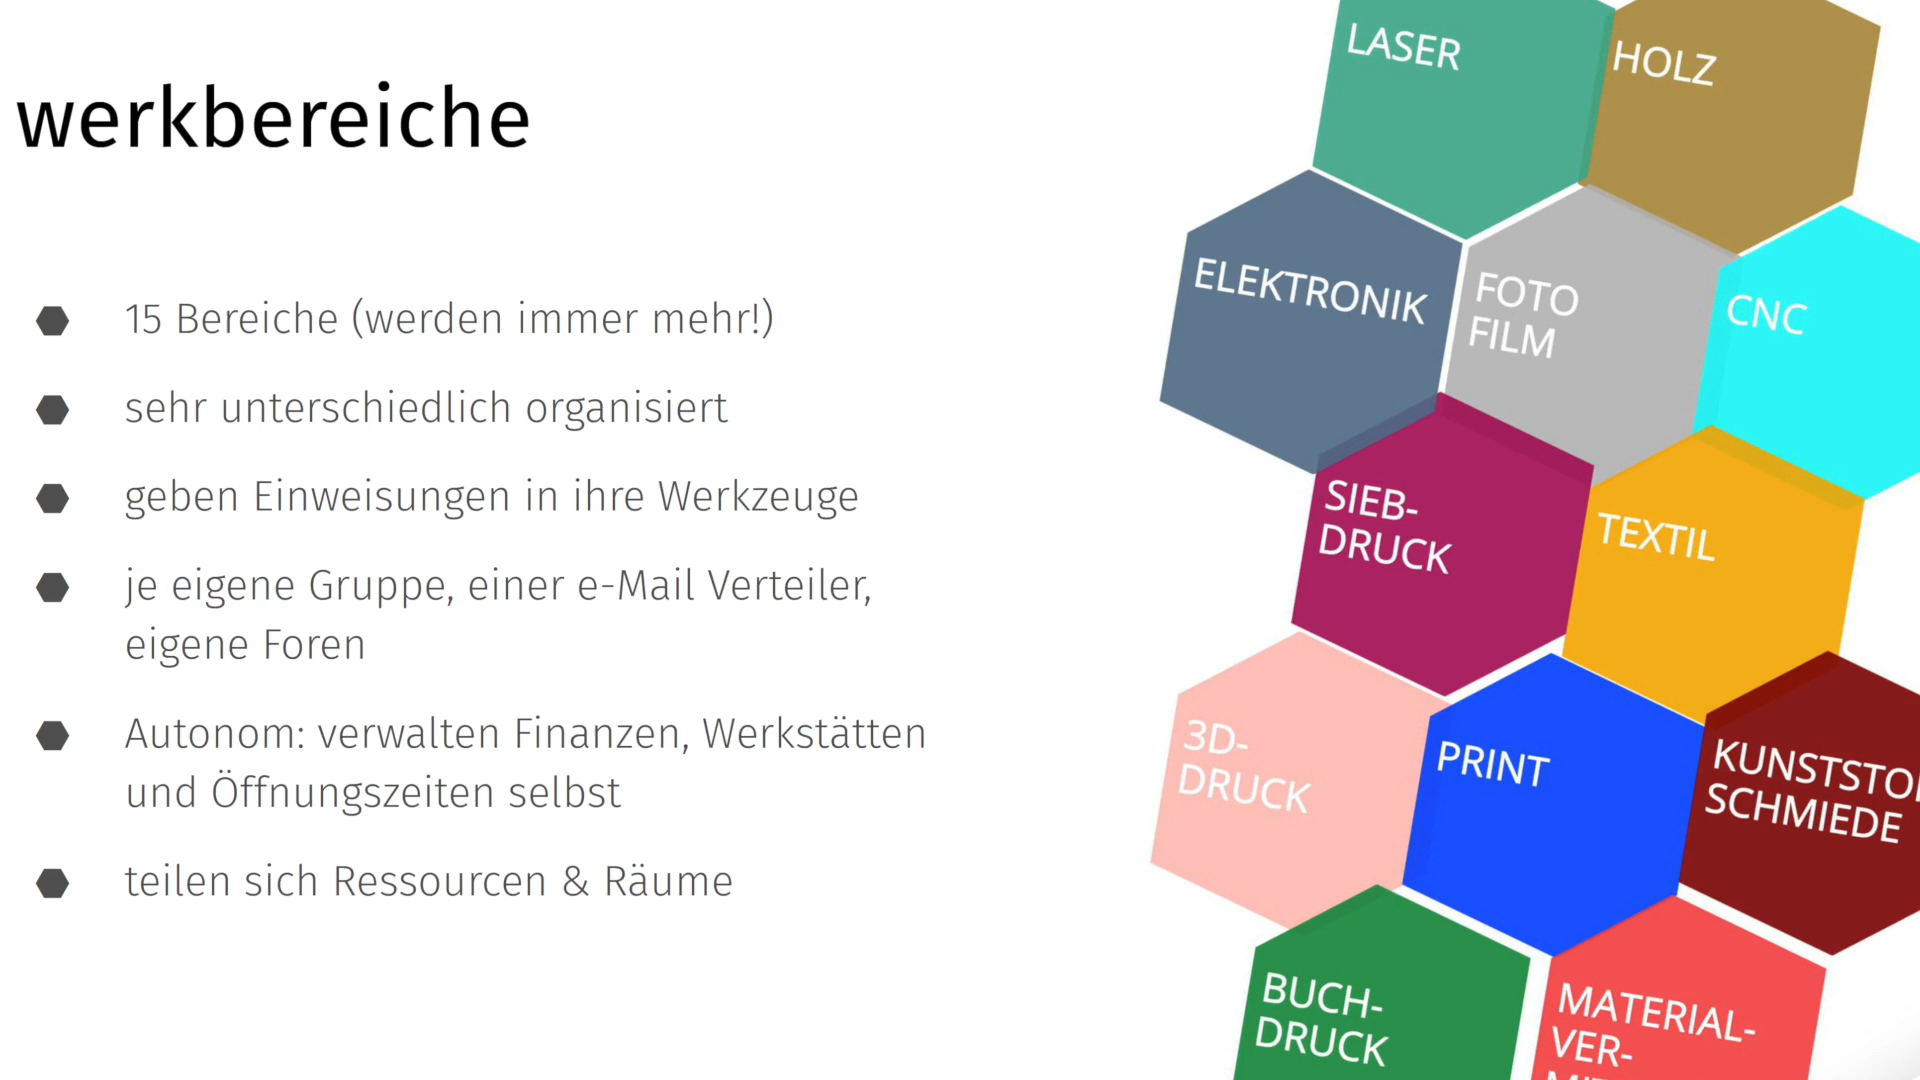 werkbereiche
15 Bereiche (werden immer mehr!)
sehr unterschiedlich organisiert
geben Einweisungen in ihre Werkzeuge
je eigene Gruppe, einer e-Mail Verteiler,
eigene Foren
Autonom: verwalten Finanzen, Werkstätten
und Öffnungszeiten selbst
teilen sich Ressourcen & Räume
LASER
HOLZ
ELEKTRONIK
FOTO
FILM
CNC
SIEB-
DRUCK
TEXTIL
3D-
DRUCK
PRINT
KUNSTSTO
SCHMIEDE
BUCH-
DRUCK
MATERIAL-
VER-